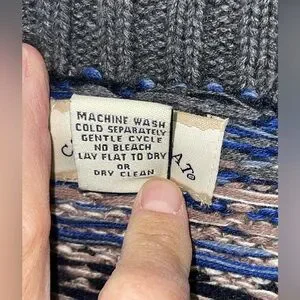 MACHINE WASH
COLD SEPARATELY
GENTLE CYCLE
NO BLEACH
LAY FLAT TO DRY
OR
DRY CLEAN